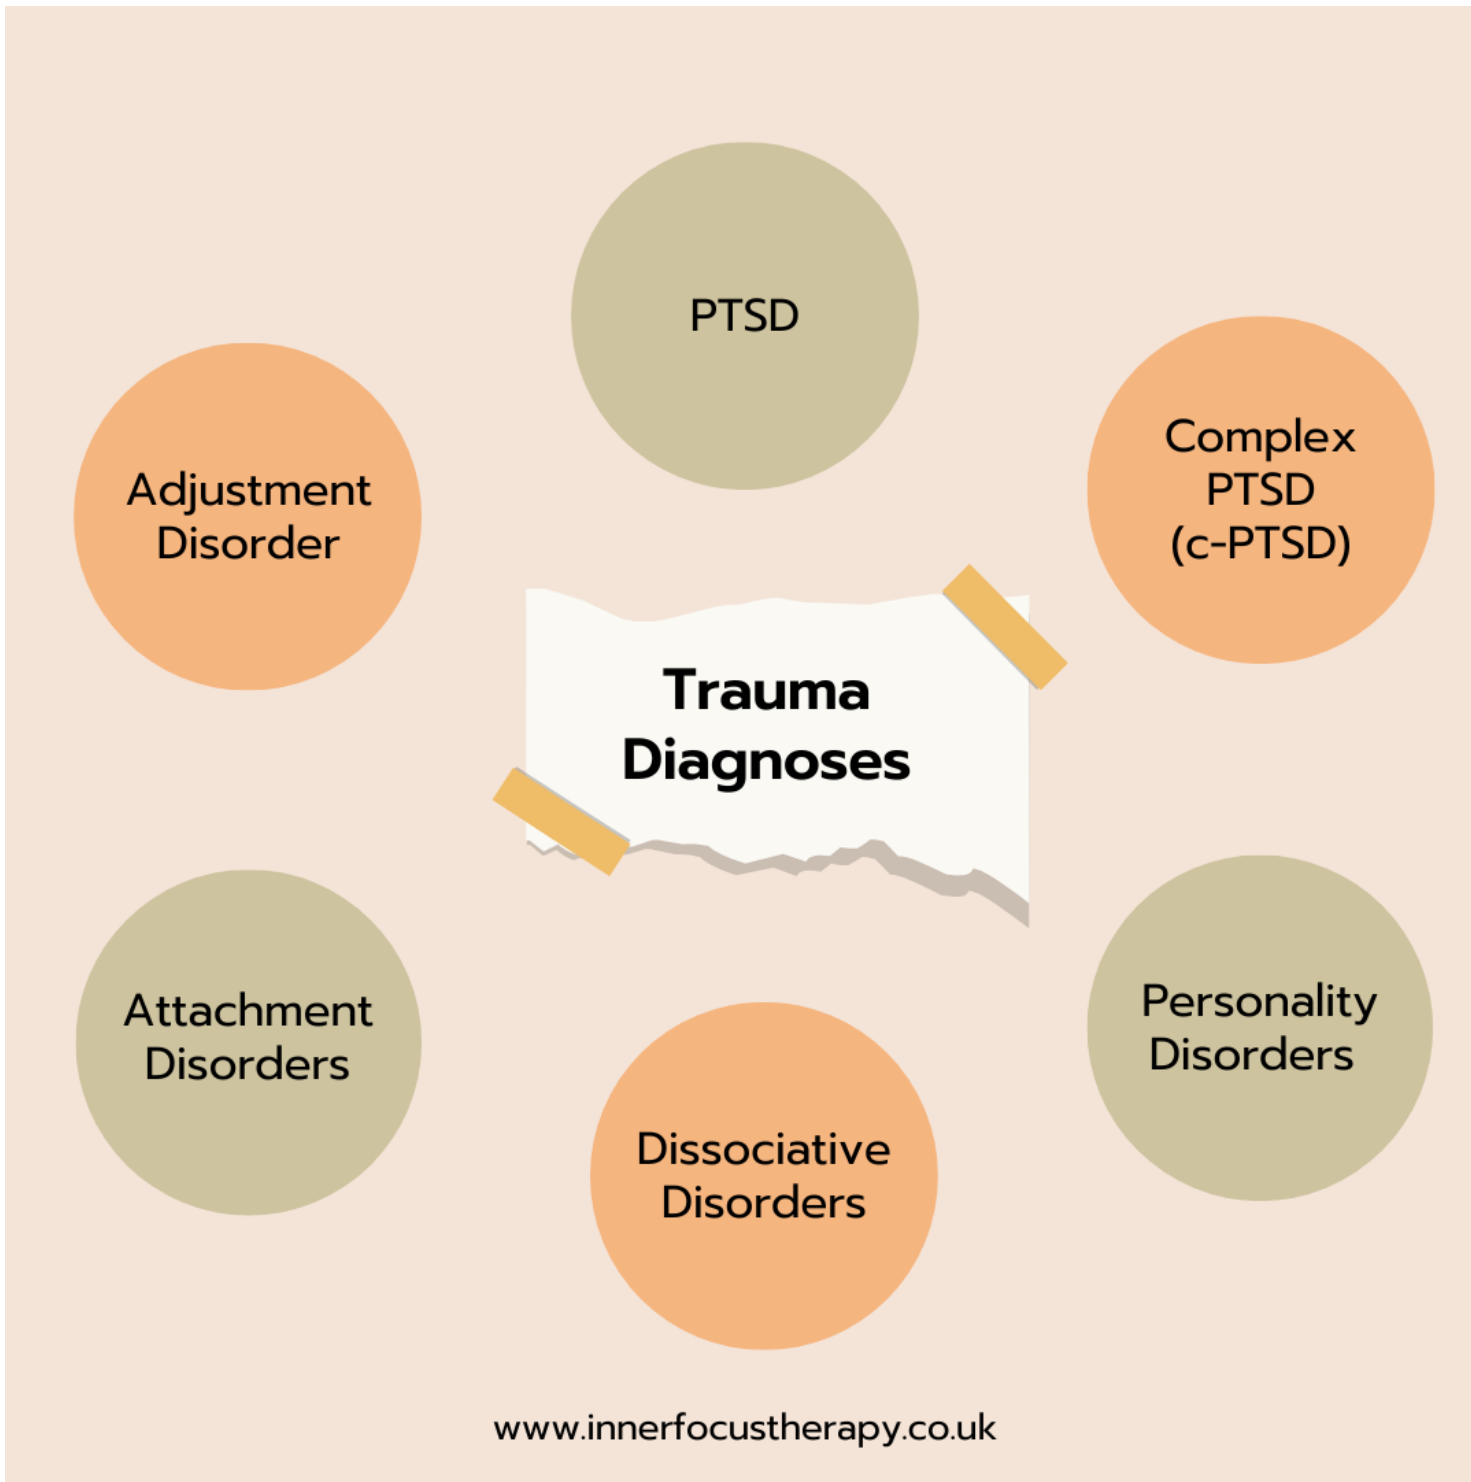 PTSD
Complex
PTSD
(c-PTSD)
Adjustment
Disorder
Trauma
Diagnoses
Attachment
Disorders
Personality
Disorders
Dissociative
Disorders
www.innerfocustherapy.co.uk